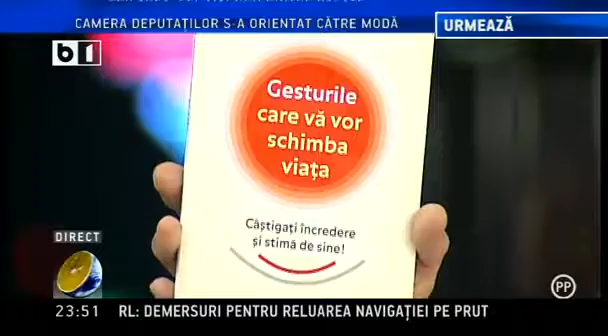 CAMERA DEPUTAȚILOR S-A ORIENTAT CĂTRE MODĂ
URMEAZĂ
b1
Gesturile
care vă vor
schimba
viața
Câștigați încredere
și stimă de sine!
DIRECT
PP
23:51 RL: DEMERSURI PENTRU RELUAREA NAVIGAȚIEI PE PRUT